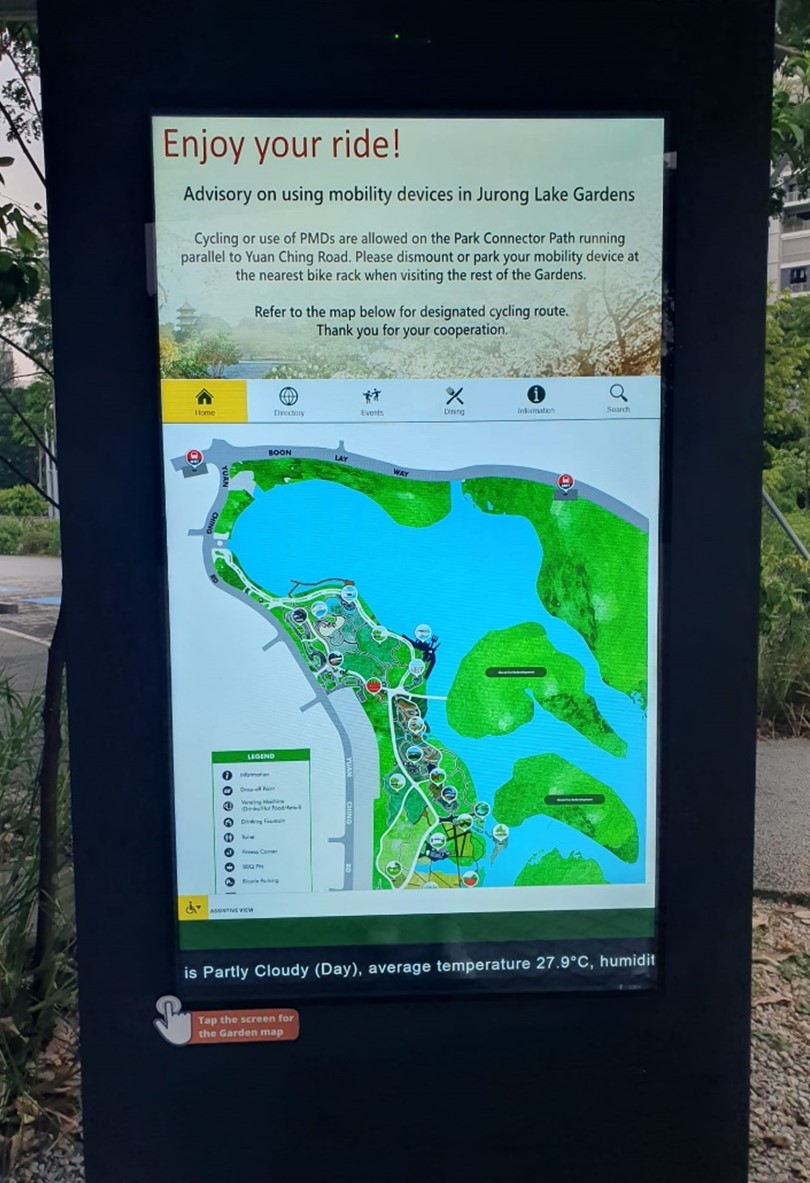 Enjoy your ride!
Advisory on using mobility devices in Jurong Lake Gardens
Cycling or use of PMDs are allowed on the Park Connector Path running
parallel to Yuan Ching Road. Please dismount or park your mobility device at
the nearest bike rack when visiting the rest of the Gardens.
Refer to the map below for designated cycling route.
Thank you for your cooperation.
Home
Directory
Events
Dining
Information
Search
BOON LAY WAY
YUAN CHING RD
YUAN CHING RD
LEGEND
Information
Drop-off Point
Vending Machine
Drinking Fountain
Toilet
Fitness Corner
BBQ Pits
Bicycle Parking
ASSISTIVE VIEW
is Partly Cloudy (Day), average temperature 27.9°C, humidit
Tap the screen for
the Garden map